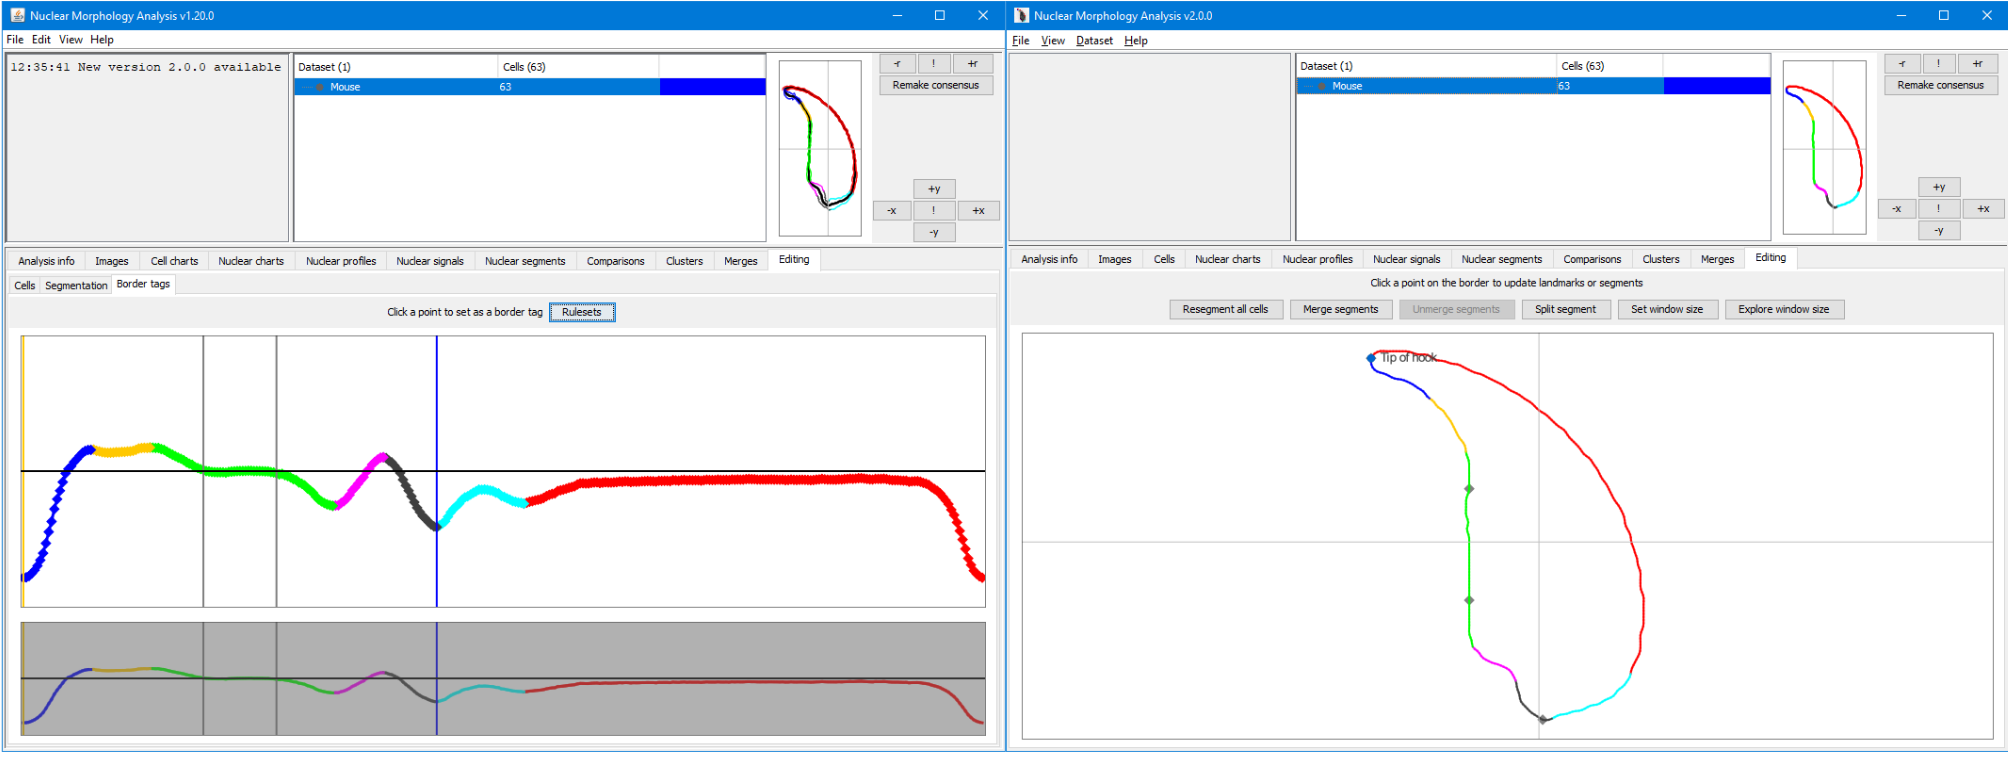 Nuclear Morphology Analysis v1.20.0
File Edit View Help
12:35:41 New version 2.0.0 available
Dataset (1) Cells (63)
Mouse 63
-r ! +r
Remake consensus
+y
-x ! +x
-y
Analysis info Images Cell charts Nuclear charts Nuclear profiles Nuclear signals Nuclear segments Comparisons Clusters Merges Editing
Cells Segmentation Border tags
Click a point to set as a border tag Rulesets
Nuclear Morphology Analysis v2.0.0
File View Dataset Help
Dataset (1) Cells (63)
Mouse 63
-r ! +r
Remake consensus
+y
-x ! +x
-y
Analysis info Images Cells Nuclear charts Nuclear profiles Nuclear signals Nuclear segments Comparisons Clusters Merges Editing
Click a point on the border to update landmarks or segments
Resegment all cells Merge segments Unmerge segments Split segment Set window size Explore window size
Tip of hook